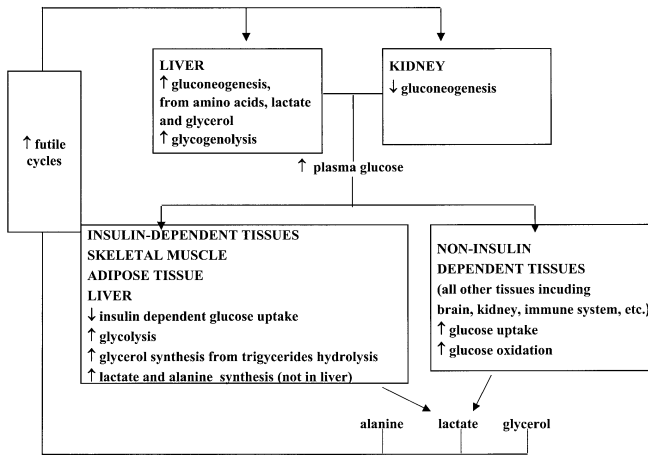 LIVER
↑ gluconeogenesis,
from amino acids, lactate
and glycerol
↑ glycogenolysis
KIDNEY
↓ gluconeogenesis
↑ futile
cycles
↑ plasma glucose
INSULIN-DEPENDENT TISSUES
SKELETAL MUSCLE
ADIPOSE TISSUE
LIVER
↓ insulin dependent glucose uptake
↑ glycolysis
↑ glycerol synthesis from trigycerides hydrolysis
↑ lactate and alanine synthesis (not in liver)
NON-INSULIN
DEPENDENT TISSUES
(all other tissues incuding
brain, kidney, immune system, etc.)
↑ glucose uptake
↑ glucose oxidation
alanine lactate glycerol